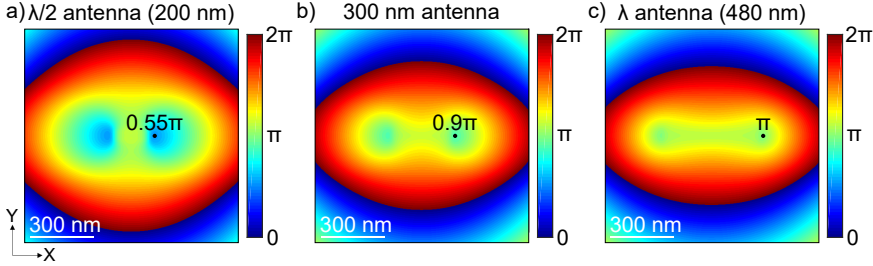 a) λ/2 antenna (200 nm)
2π
0.55π
π
300 nm
0
Y
X
b) 300 nm antenna
2π
0.9π
π
300 nm
0
c) λ antenna (480 nm)
2π
π
π
300 nm
0